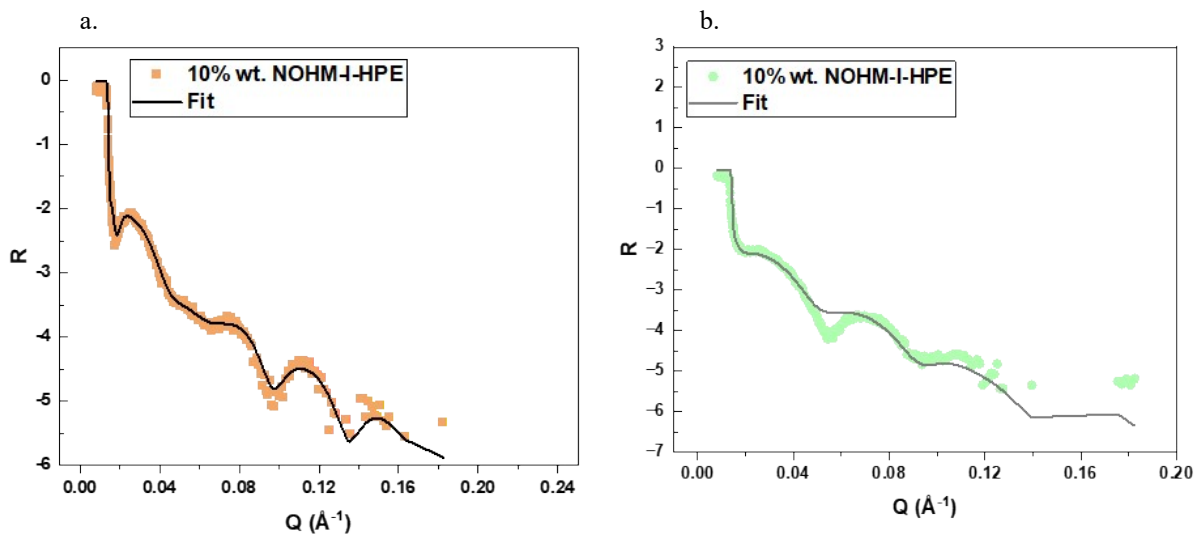 a.
10% wt. NOHM-I-HPE
Fit
0
-1
-2
-3
-4
-5
-6
R
0.00 0.04 0.08 0.12 0.16 0.20 0.24
Q (Å⁻¹)
b.
10% wt. NOHM-I-HPE
Fit
3
2
1
0
−1
−2
−3
−4
−5
−6
−7
R
0.00 0.04 0.08 0.12 0.16 0.20
Q (Å⁻¹)